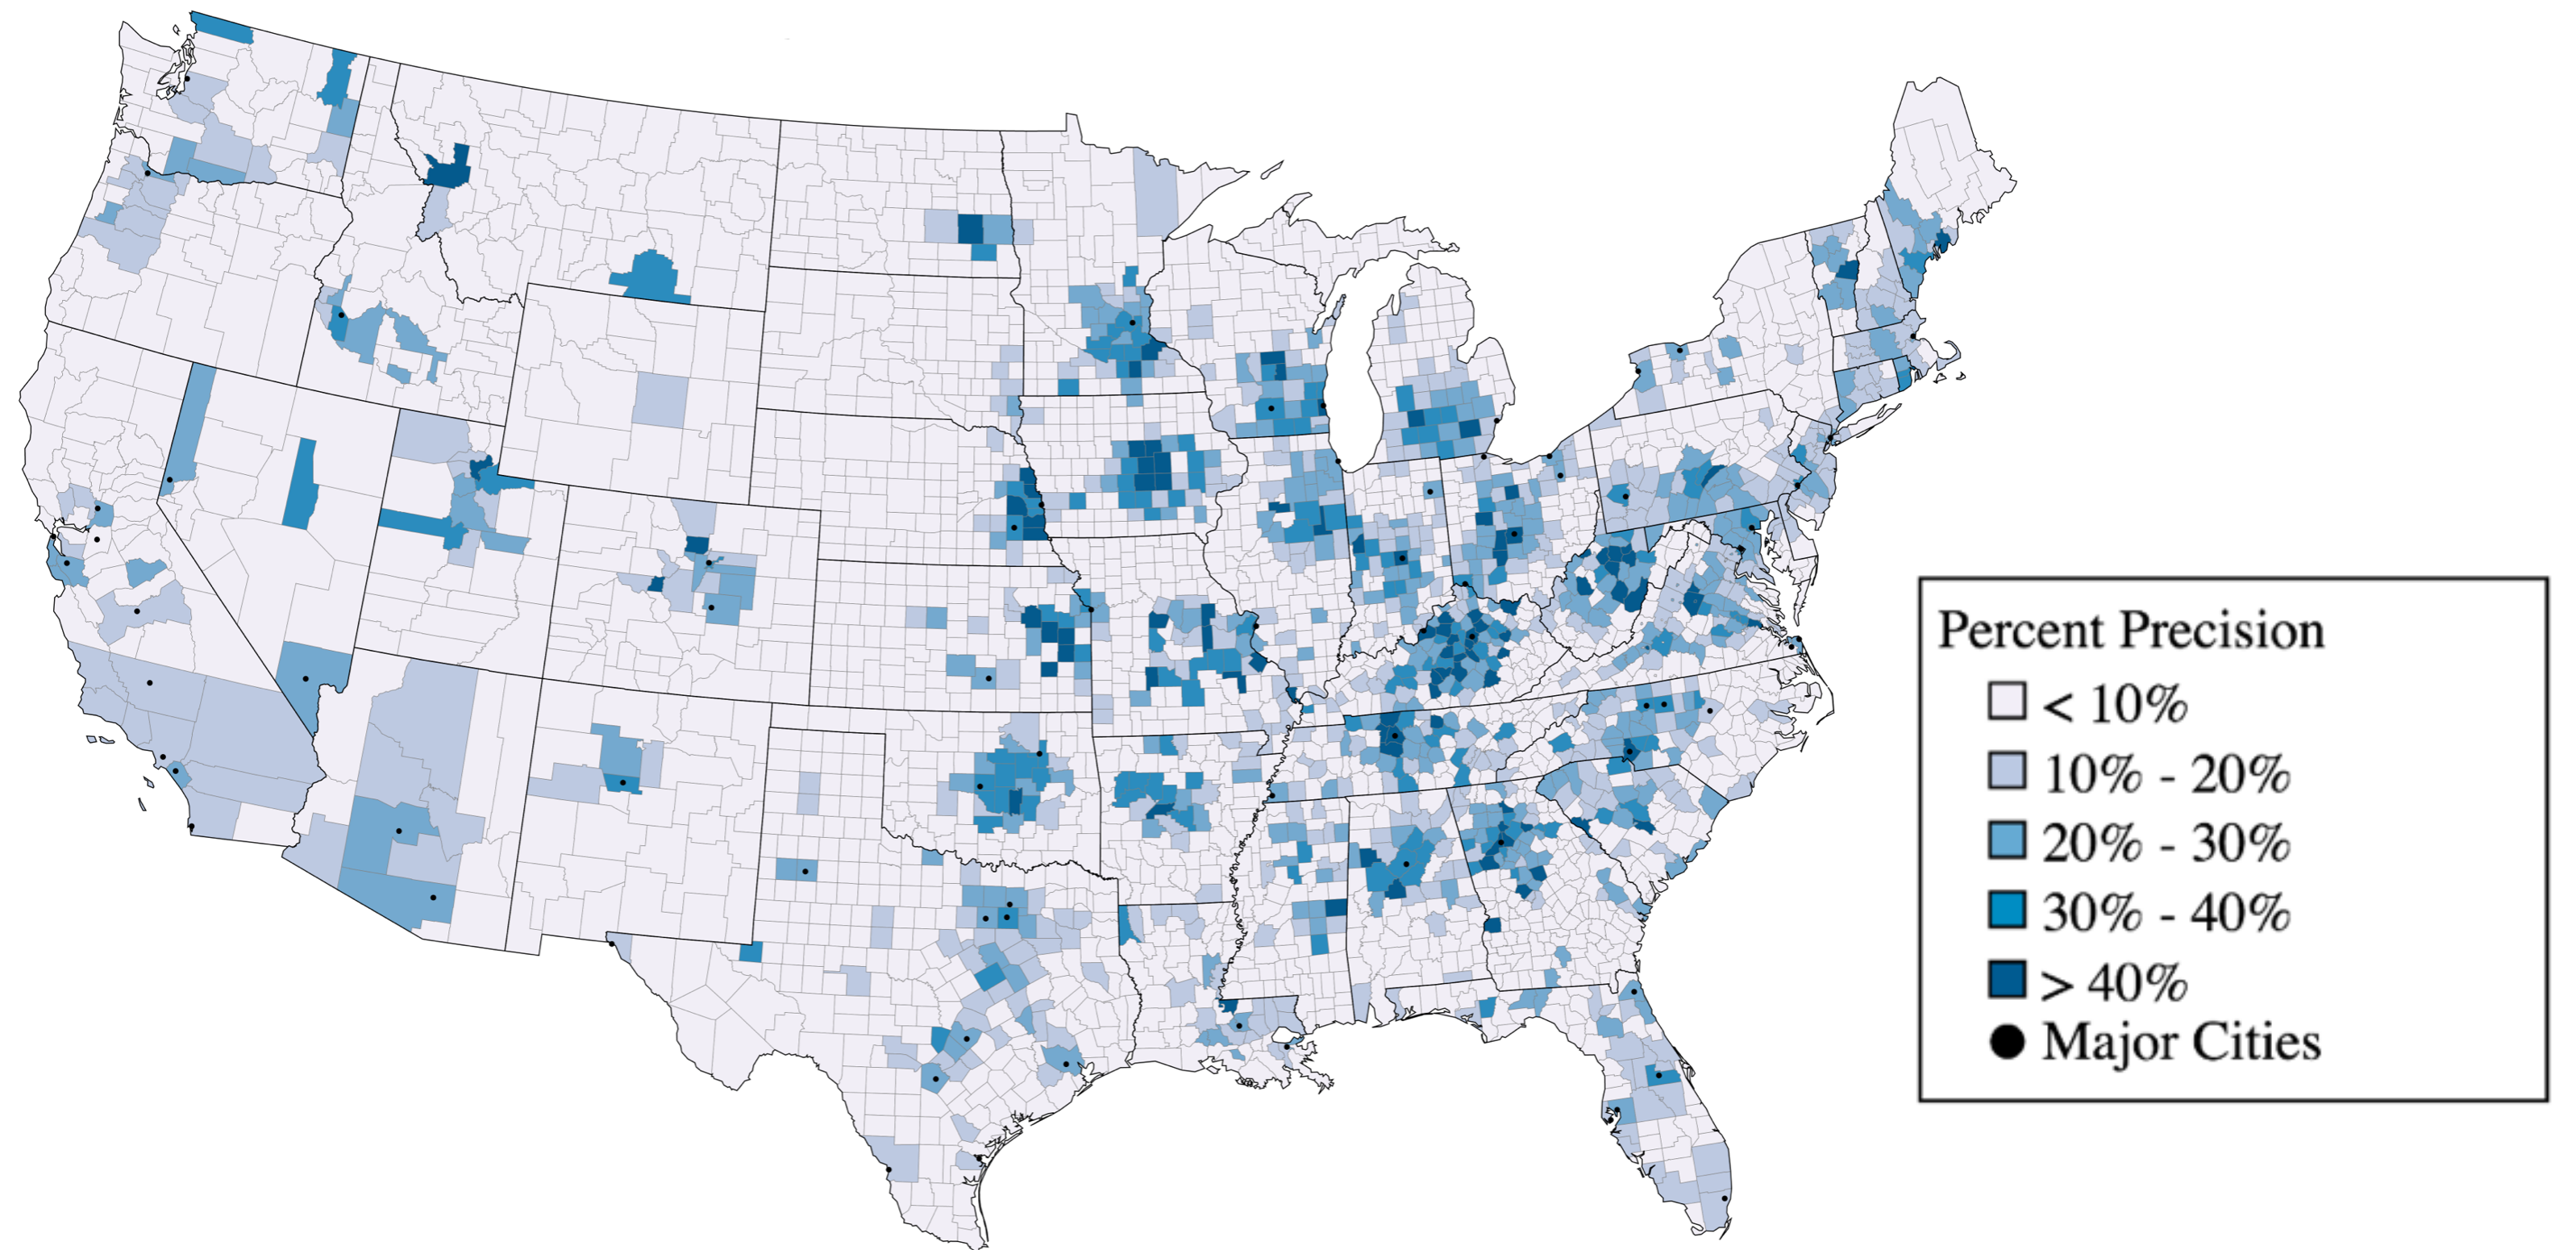 Percent Precision
< 10%
10% - 20%
20% - 30%
30% - 40%
> 40%
Major Cities